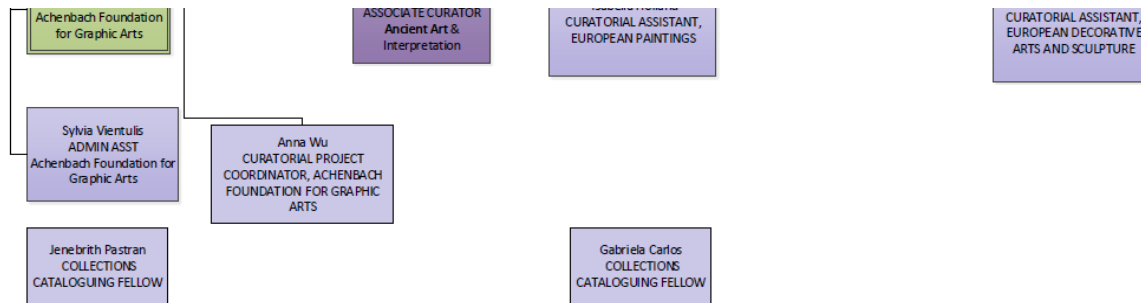 Achenbach Foundation
for Graphic Arts
ASSOCIATE CURATOR
Ancient Art &
Interpretation
CURATORIAL ASSISTANT,
EUROPEAN PAINTINGS
CURATORIAL ASSISTANT,
EUROPEAN DECORATIVE
ARTS AND SCULPTURE
Sylvia Vientulis
ADMIN ASST
Achenbach Foundation for
Graphic Arts
Anna Wu
CURATORIAL PROJECT
COORDINATOR, ACHENBACH
FOUNDATION FOR GRAPHIC
ARTS
Jenebrith Pastran
COLLECTIONS
CATALOGUING FELLOW
Gabriela Carlos
COLLECTIONS
CATALOGUING FELLOW